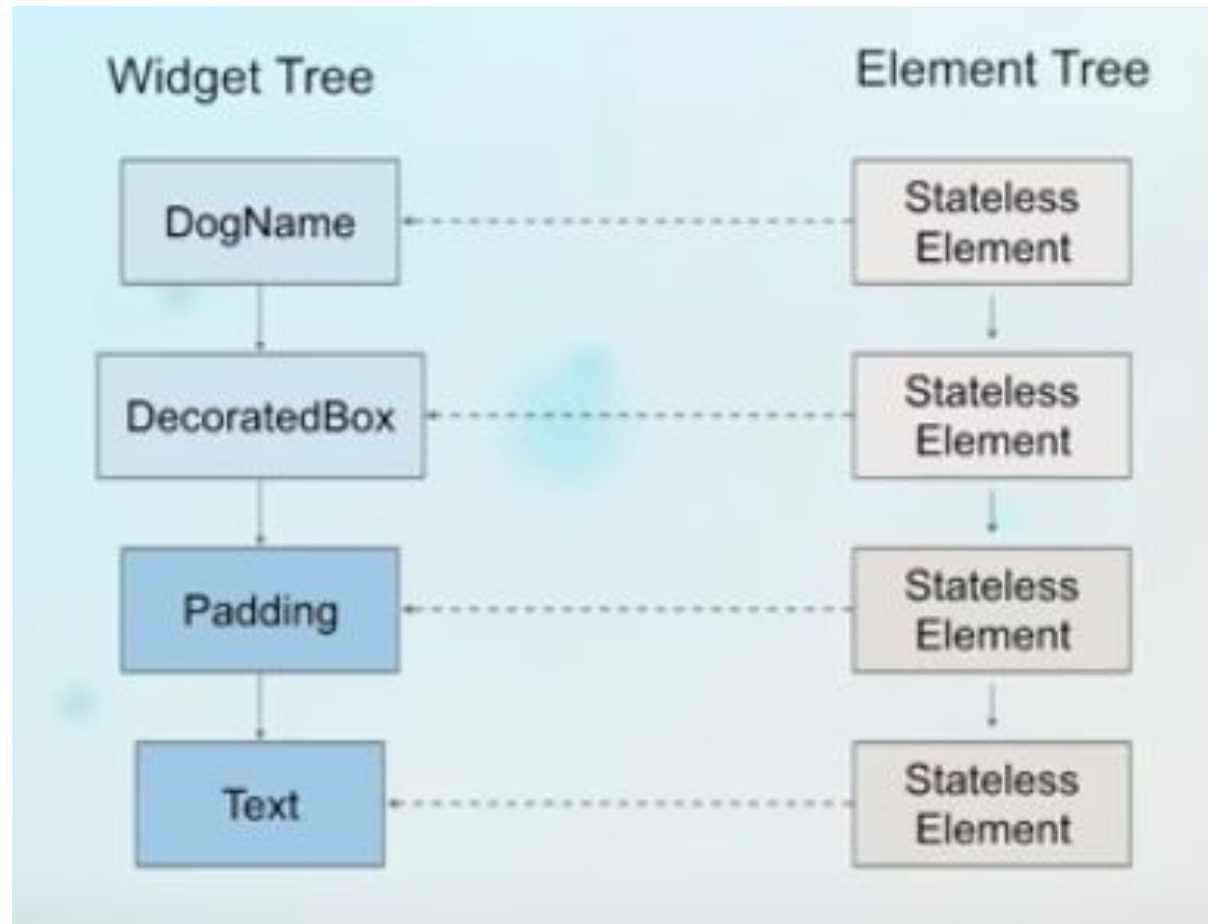 Widget Tree
Element Tree
DogName
Stateless
Element
DecoratedBox
Stateless
Element
Padding
Stateless
Element
Text
Stateless
Element